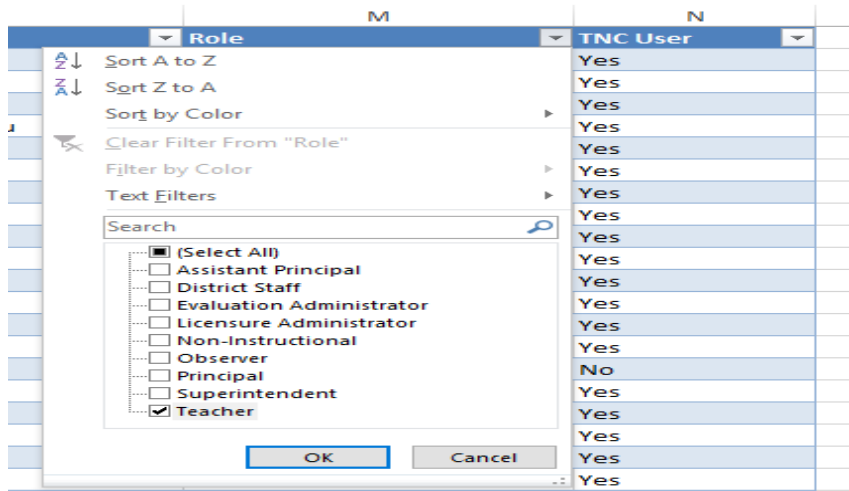 M N
Role TNC User
Sort A to Z
Sort Z to A
Sort by Color
Clear Filter From "Role"
Filter by Color
Text Filters
Search
(Select All)
Assistant Principal
District Staff
Evaluation Administrator
Licensure Administrator
Non-Instructional
Observer
Principal
Superintendent
Teacher
OK Cancel
Yes
Yes
Yes
Yes
Yes
Yes
Yes
Yes
Yes
Yes
Yes
Yes
Yes
Yes
No
Yes
Yes
Yes
Yes
Yes